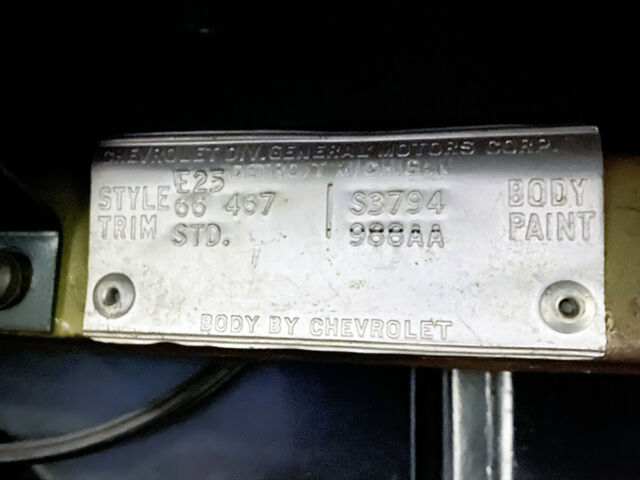 CHEVROLET DIV. GENERAL MOTORS CORP.
DETROIT MICHIGAN
E25
STYLE 66 467 S3794 BODY
TRIM STD. 988AA PAINT
BODY BY CHEVROLET